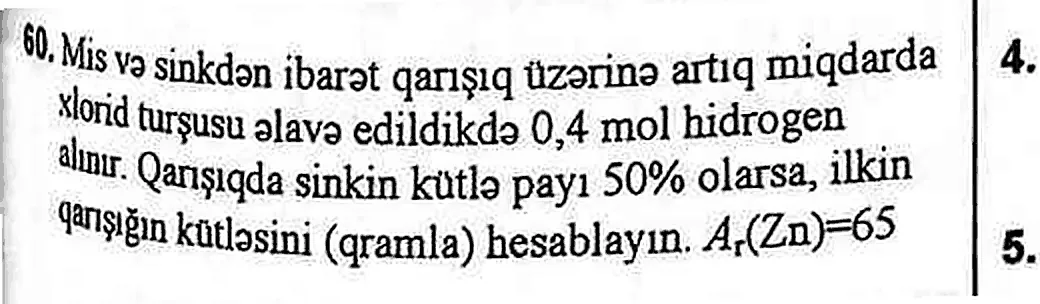 60. Mis və sinkdən ibarət qarışıq üzərinə artıq miqdarda
xlorid turşusu əlavə edildikdə 0,4 mol hidrogen
alınır. Qarışıqda sinkin kütlə payı 50% olarsa, ilkin
qarışığın kütləsini (qramla) hesablayın. Aᵣ(Zn)=65
4.
5.